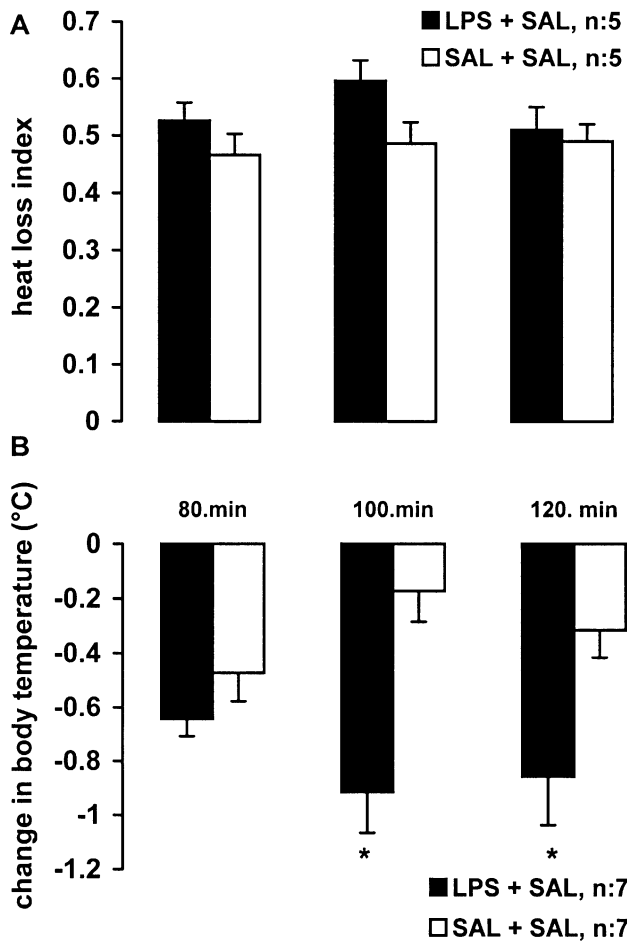 A
LPS + SAL, n:5
SAL + SAL, n:5
heat loss index
0.7
0.6
0.5
0.4
0.3
0.2
0.1
0
B
80.min
100.min
120. min
change in body temperature (°C)
0
-0.2
-0.4
-0.6
-0.8
-1
-1.2
*
*
LPS + SAL, n:7
SAL + SAL, n:7